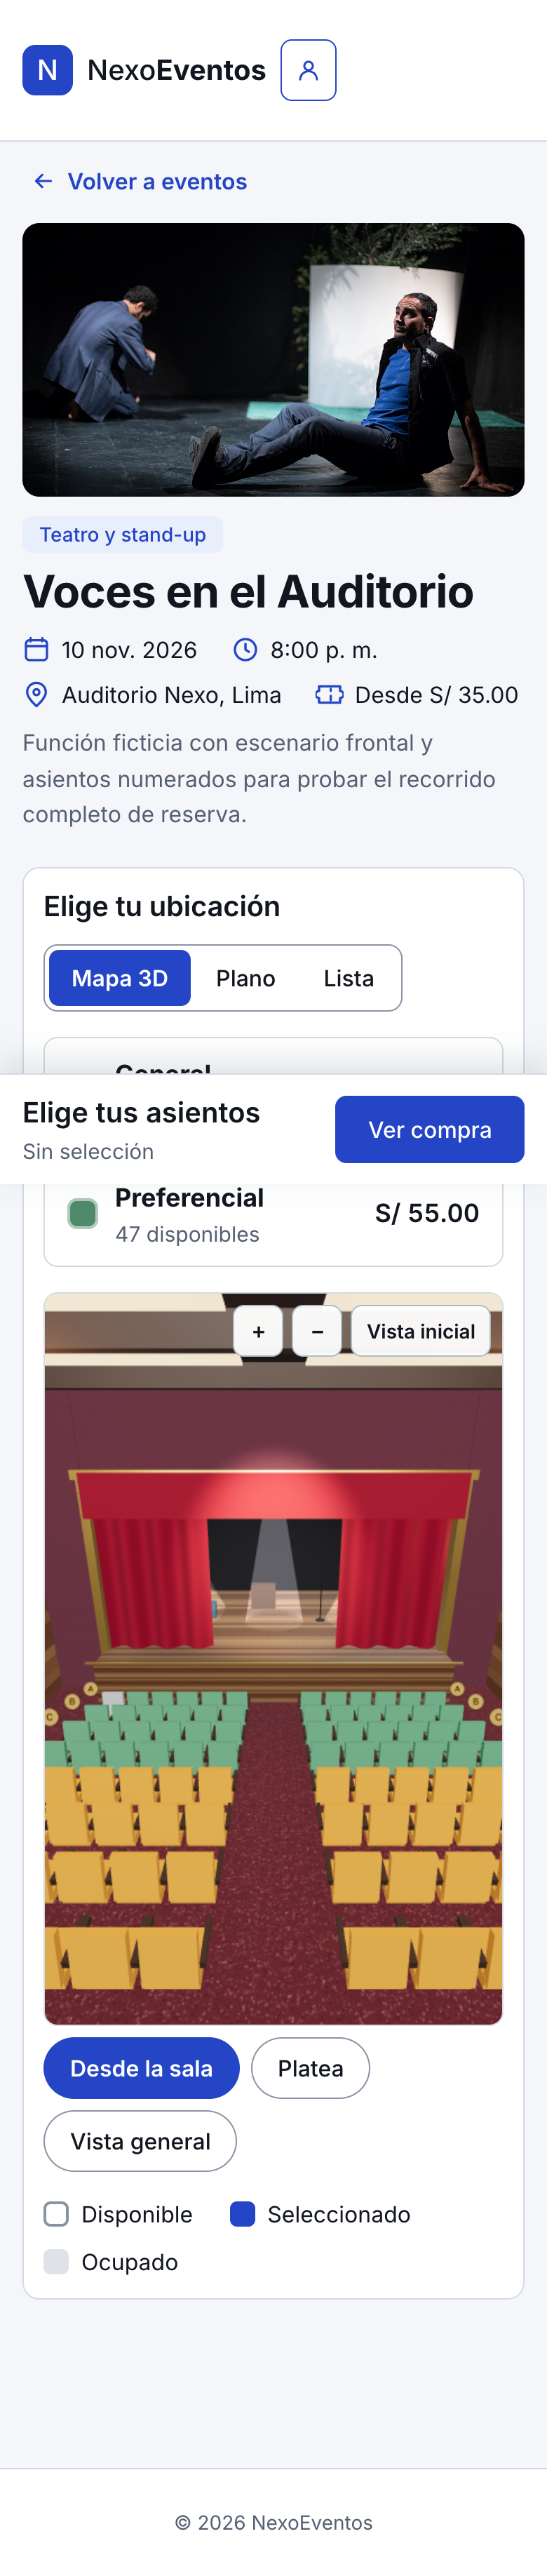 N NexoEventos
← Volver a eventos
Teatro y stand-up
Voces en el Auditorio
10 nov. 2026 8:00 p. m.
Auditorio Nexo, Lima Desde S/ 35.00
Función ficticia con escenario frontal y
asientos numerados para probar el recorrido
completo de reserva.
Elige tu ubicación
Mapa 3D Plano Lista
General
Elige tus asientos
Sin selección
Ver compra
Preferencial
47 disponibles
S/ 55.00
+ − Vista inicial
A A
B B
C C
Desde la sala Platea
Vista general
Disponible Seleccionado
Ocupado
© 2026 NexoEventos